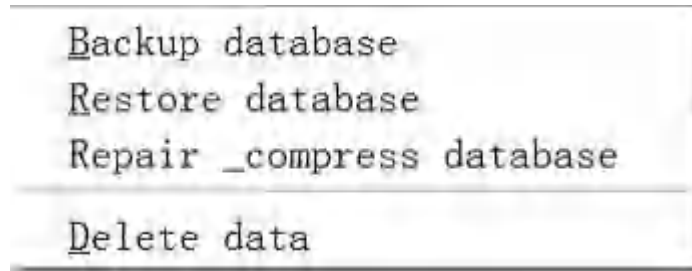 Backup database
Restore database
Repair _compress database
Delete data